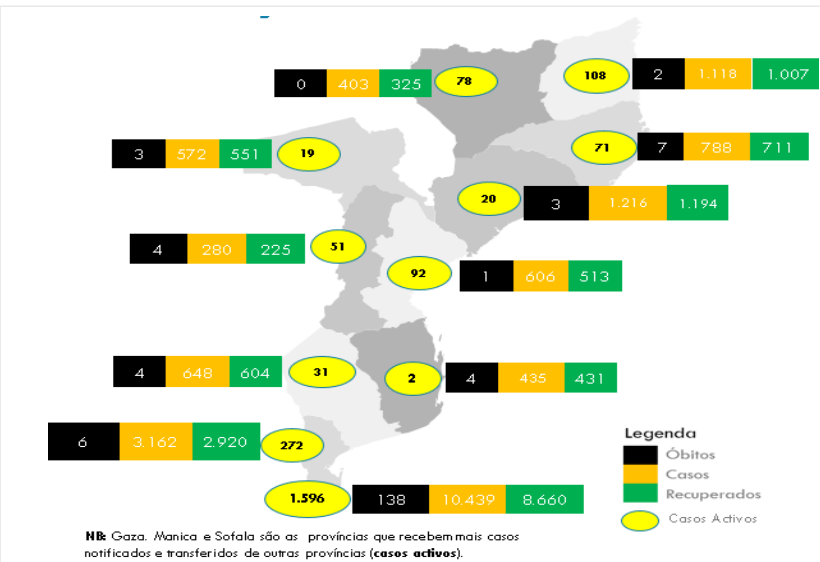 108 2 1.118 1.007
0 403 325 78
71 7 788 711
3 572 551 19
20 3 1.216 1.194
4 280 225 51
92 1 606 513
4 648 604 31
2 4 435 431
6 3.162 2.920 272
Legenda
Óbitos
Casos
Recuperados
Casos Activos
1.596 138 10.439 8.660
NB: Gaza. Manica e Sofala são as províncias que recebem mais casos
notificados e transferidos de outras províncias (casos activos).